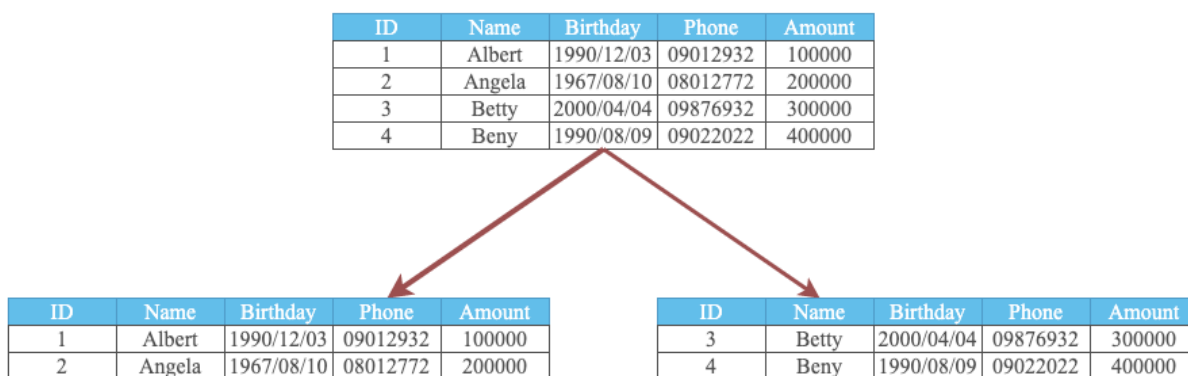 ID Name Birthday Phone Amount
1 Albert 1990/12/03 09012932 100000
2 Angela 1967/08/10 08012772 200000
3 Betty 2000/04/04 09876932 300000
4 Beny 1990/08/09 09022022 400000
ID Name Birthday Phone Amount
1 Albert 1990/12/03 09012932 100000
2 Angela 1967/08/10 08012772 200000
ID Name Birthday Phone Amount
3 Betty 2000/04/04 09876932 300000
4 Beny 1990/08/09 09022022 400000